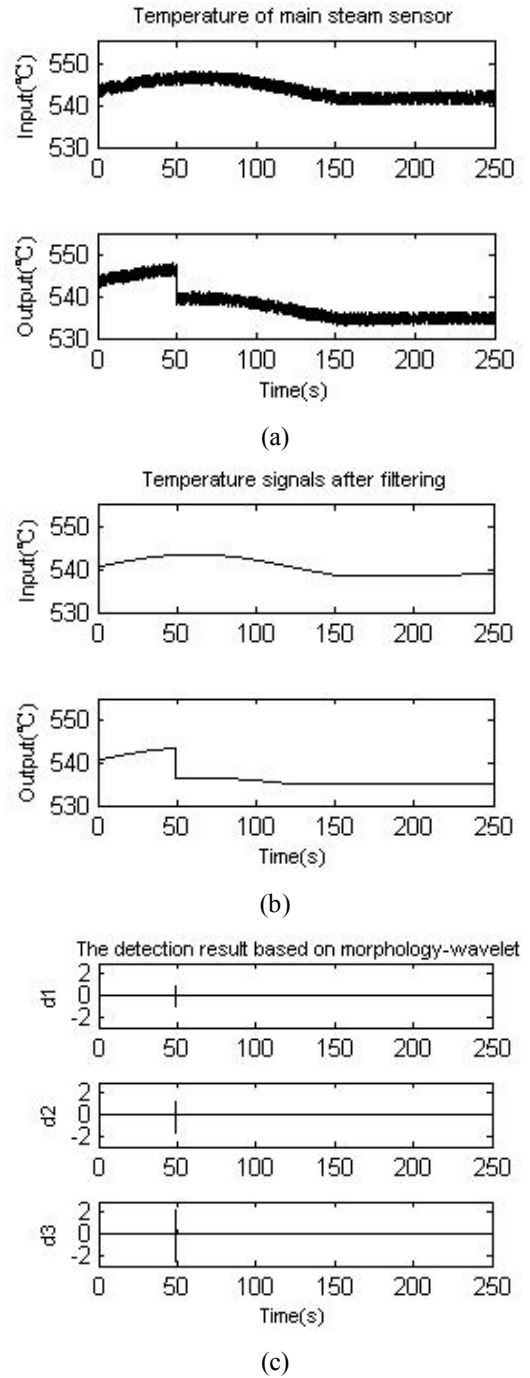 Temperature of main steam sensor
Input(℃)
550
540
530
0 50 100 150 200 250
Output(℃)
550
540
530
0 50 100 150 200 250
Time(s)
(a)
Temperature signals after filtering
Input(℃)
550
540
530
0 50 100 150 200 250
Output(℃)
550
540
530
0 50 100 150 200 250
Time(s)
(b)
The detection result based on morphology-wavelet
d1
2
0
-2
0 50 100 150 200 250
d2
2
0
-2
0 50 100 150 200 250
d3
2
0
-2
0 50 100 150 200 250
Time(s)
(c)